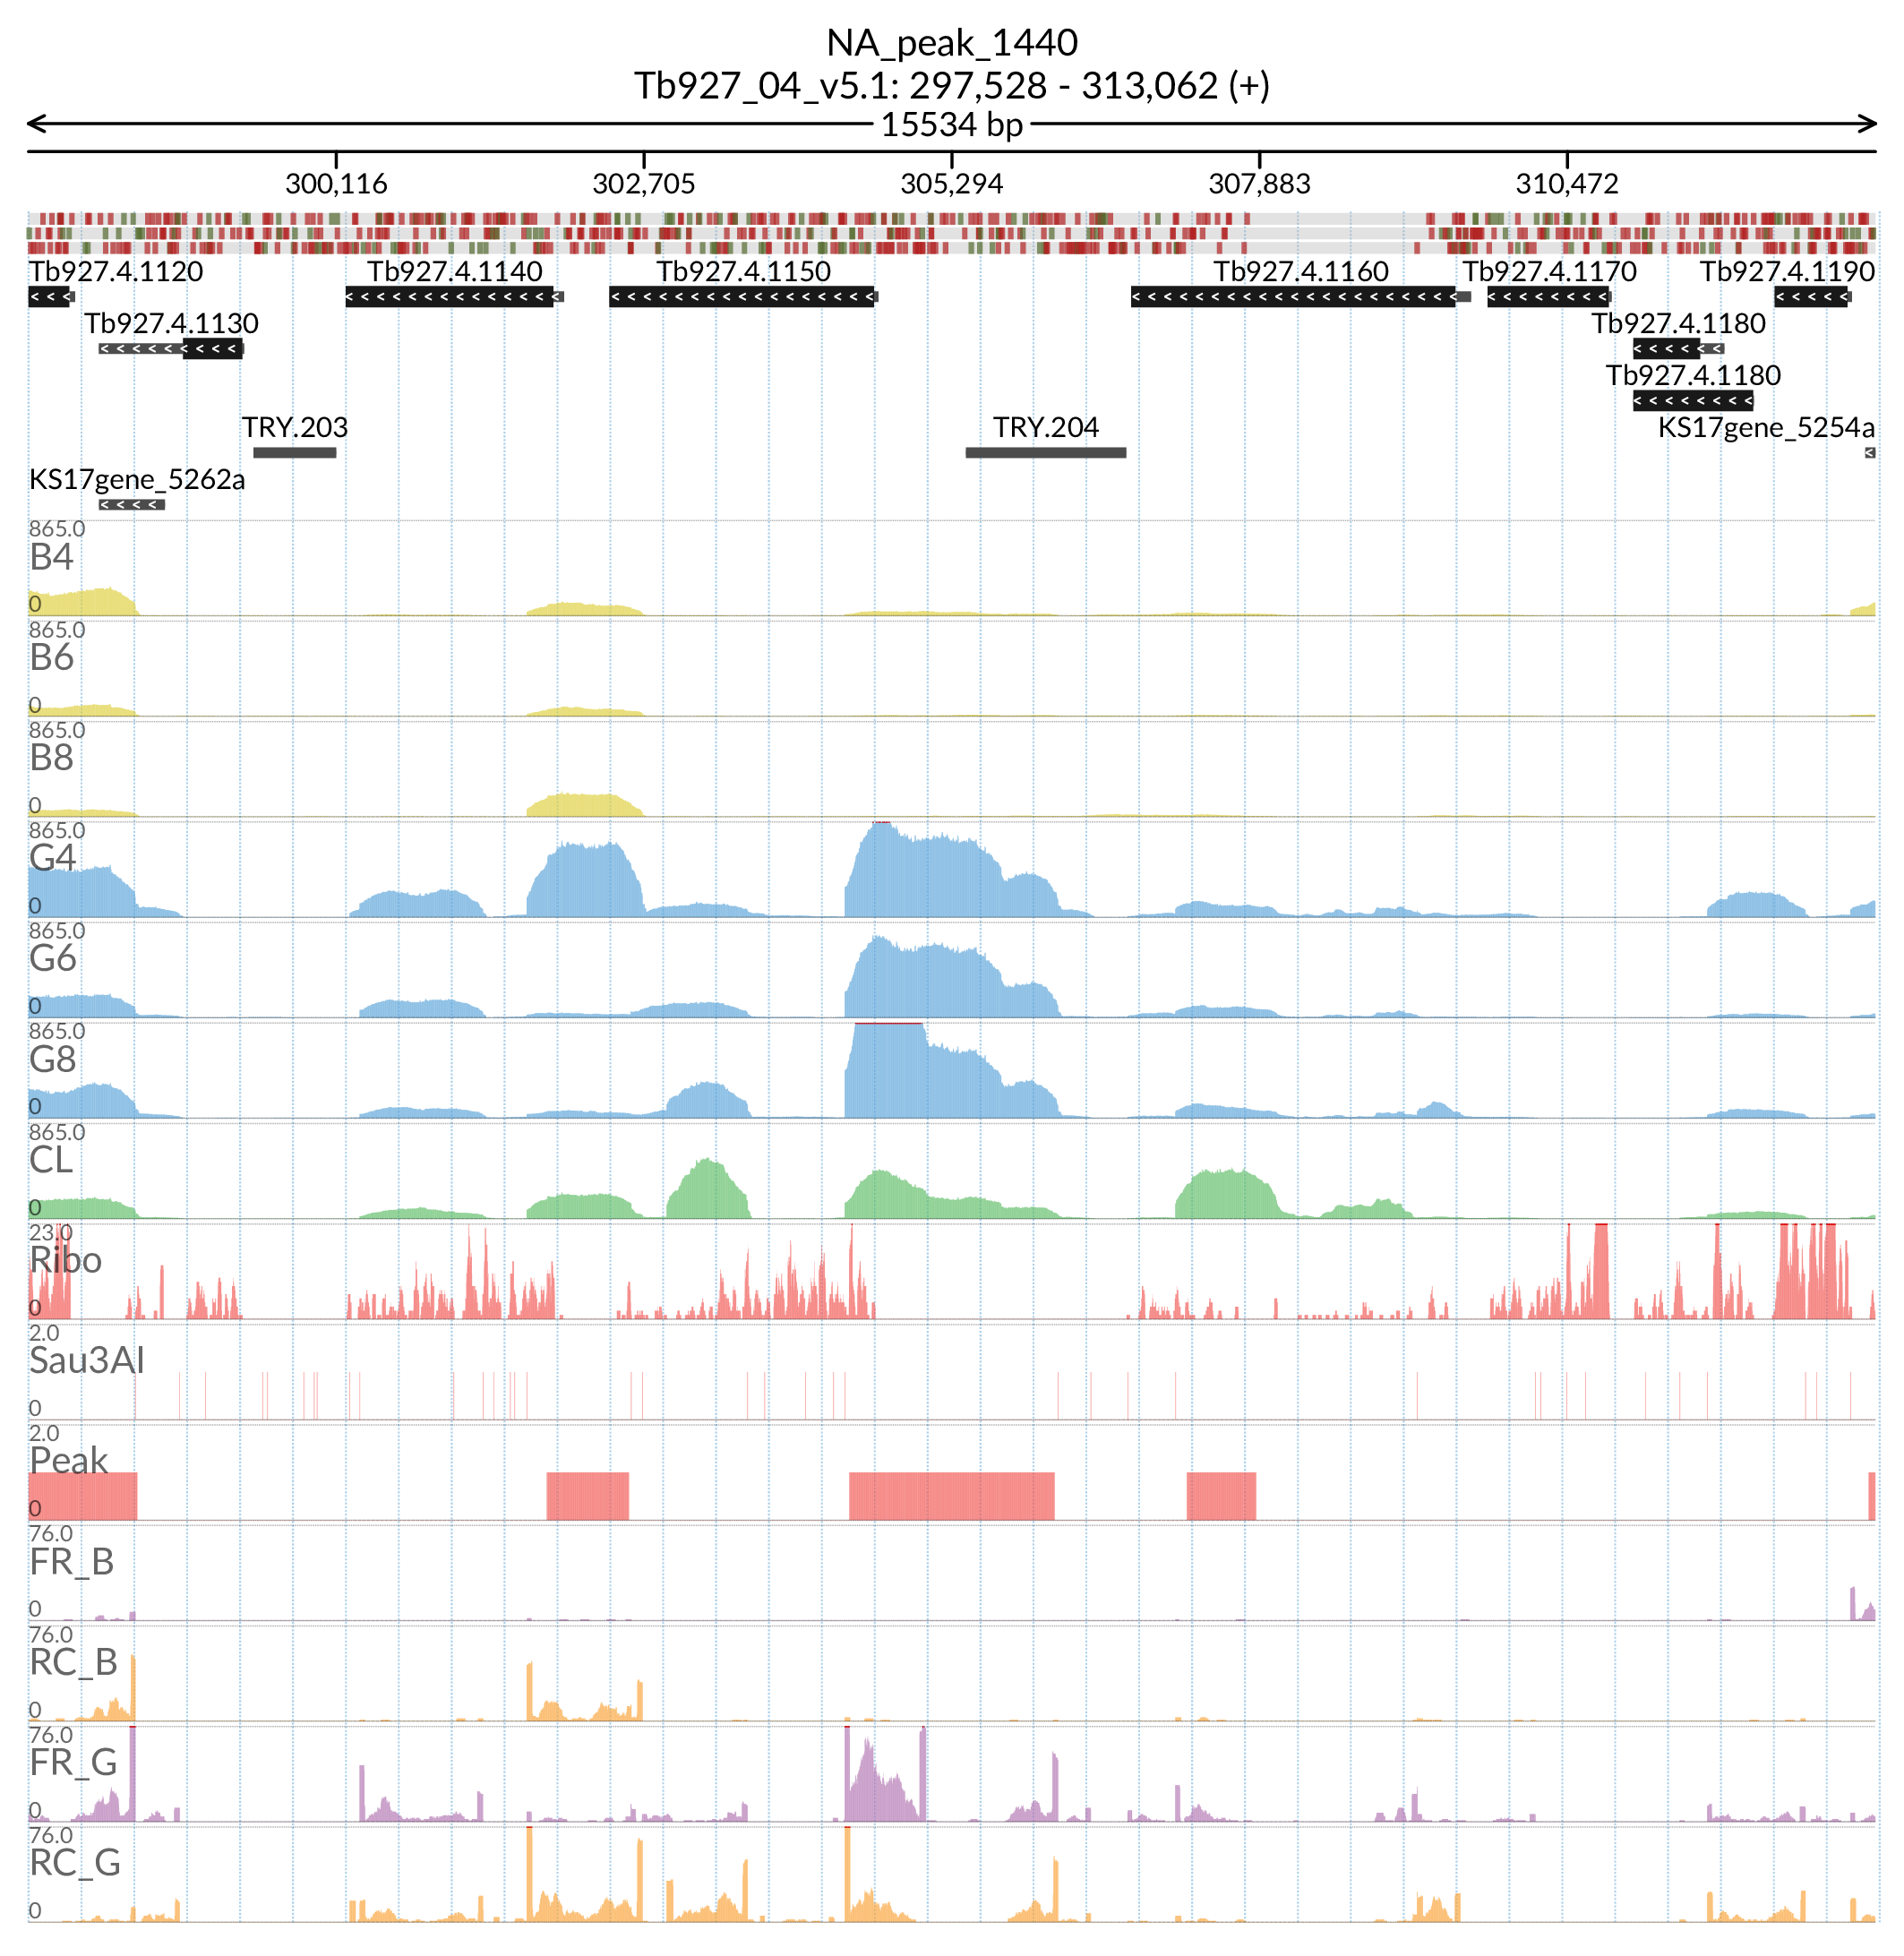 NA_peak_1440
Tb927_04_v5.1: 297,528 - 313,062 (+)
15534 bp
300,116 302,705 305,294 307,883 310,472
Tb927.4.1120 Tb927.4.1140 Tb927.4.1150 Tb927.4.1160 Tb927.4.1170 Tb927.4.1190
Tb927.4.1130 Tb927.4.1180
Tb927.4.1180
TRY.203 TRY.204 KS17gene_5254a
KS17gene_5262a
865.0
B4
0
865.0
B6
0
865.0
B8
0
865.0
G4
0
865.0
G6
0
865.0
G8
0
865.0
CL
0
23.0
Ribo
0
2.0
Sau3AI
0
2.0
Peak
0
76.0
FR_B
0
76.0
RC_B
0
76.0
FR_G
0
76.0
RC_G
0